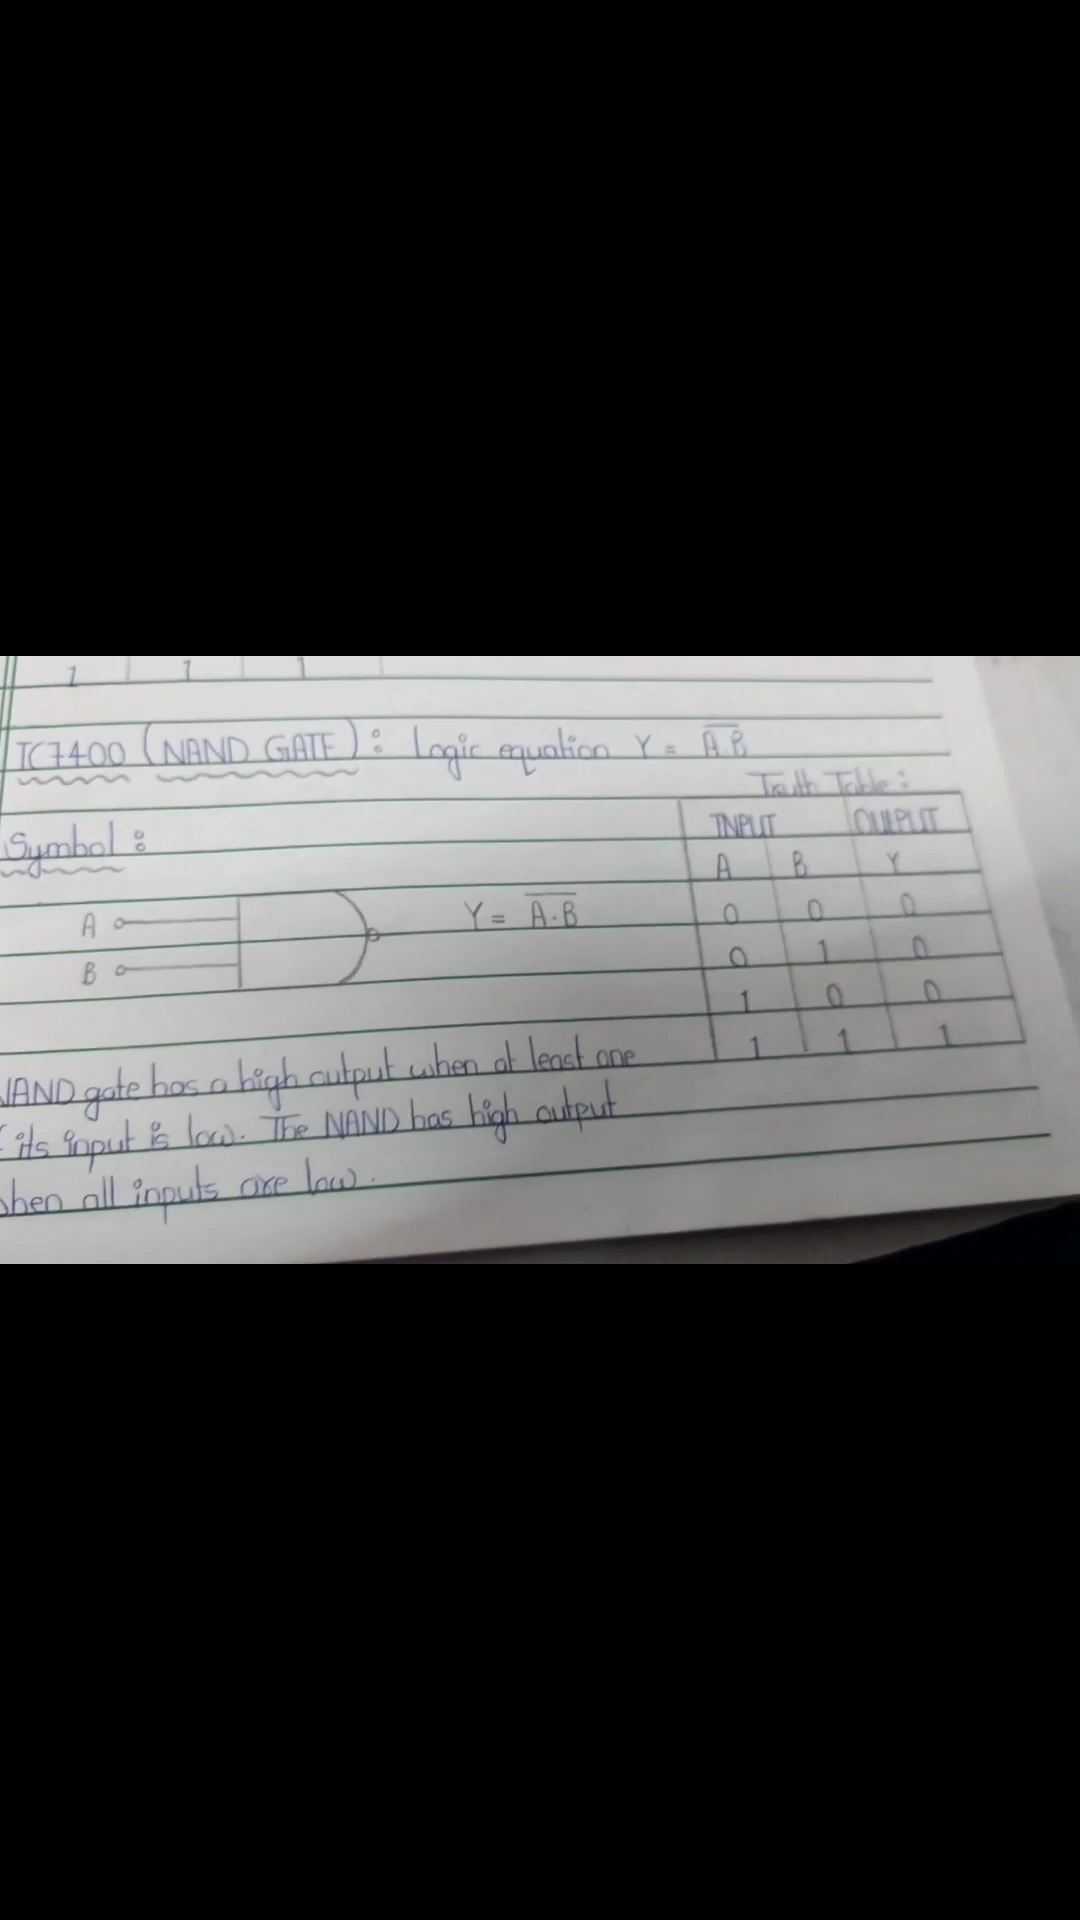 1 1 1
IC7400 (NAND GATE): Logic equation Y = A̅.̅B̅
Truth Table:
Symbol:
INPUT OUTPUT
A B Y
A
B
Y = A̅.̅B̅
0 0 0
0 1 0
1 0 0
1 1 1
NAND gate has a high output when at least one
its input is low. The NAND has high output
when all inputs are low.